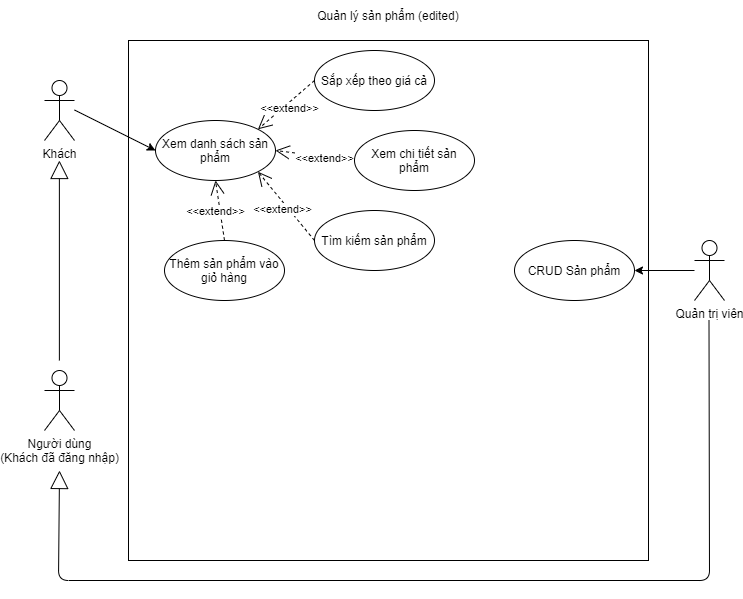 Quản lý sản phẩm (edited)
Sắp xếp theo giá cả
<<extend>>
Khách
Xem danh sách sản
phẩm
<<extend>>
Xem chi tiết sản
phẩm
<<extend>>
<<extend>>
Tìm kiếm sản phẩm
Thêm sản phẩm vào
giỏ hàng
CRUD Sản phẩm
Quản trị viên
Người dùng
(Khách đã đăng nhập)